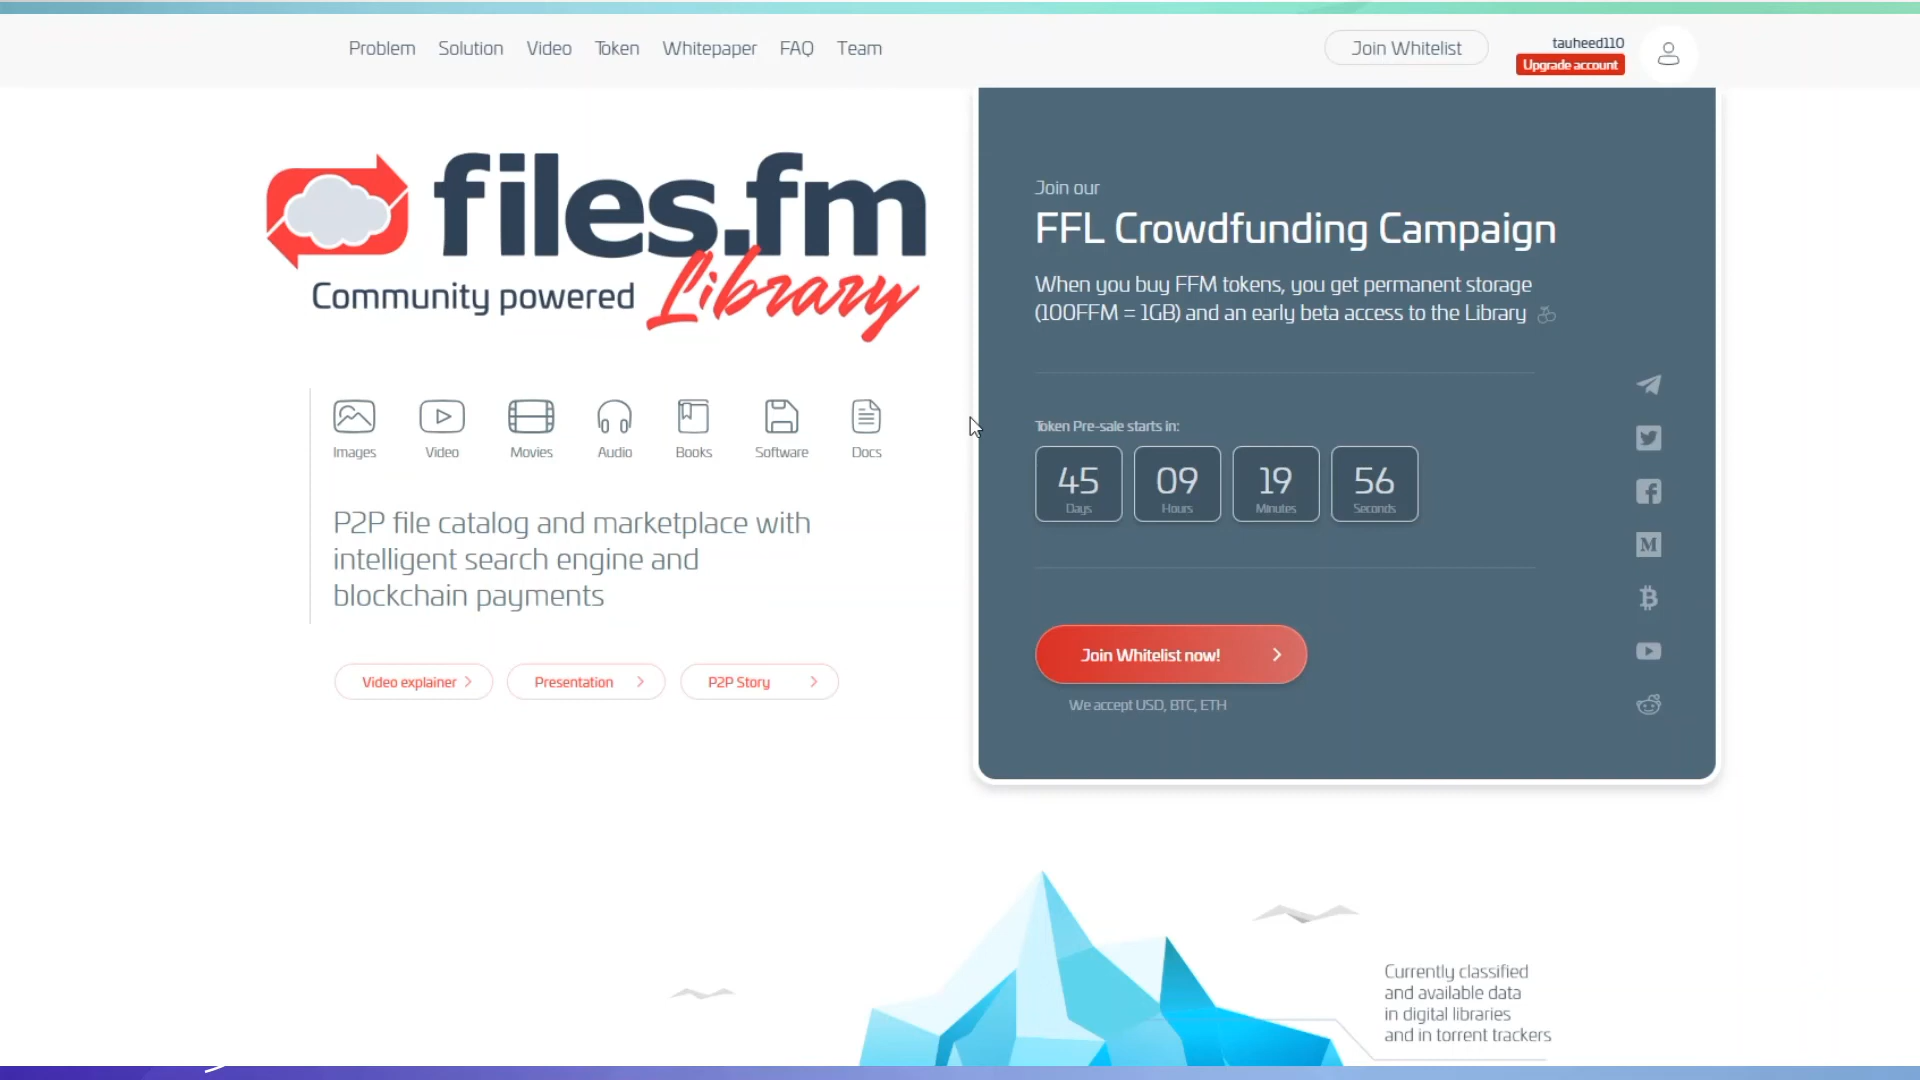 Problem Solution Video Token Whitepaper FAQ Team
Join Whitelist
tauheed110
Upgrade account
files.fm
Community powered Library
Images Video Movies Audio Books Software Docs
P2P file catalog and marketplace with
intelligent search engine and
blockchain payments
Video explainer
Presentation
P2P Story
Join our
FFL Crowdfunding Campaign
When you buy FFM tokens, you get permanent storage
(100FFM = 1GB) and an early beta access to the Library
Token Pre-sale starts in:
45 09 19 56
Days Hours Minutes Seconds
Join Whitelist now!
We accept USD, BTC, ETH
Currently classified
and available data
in digital libraries
and in torrent trackers